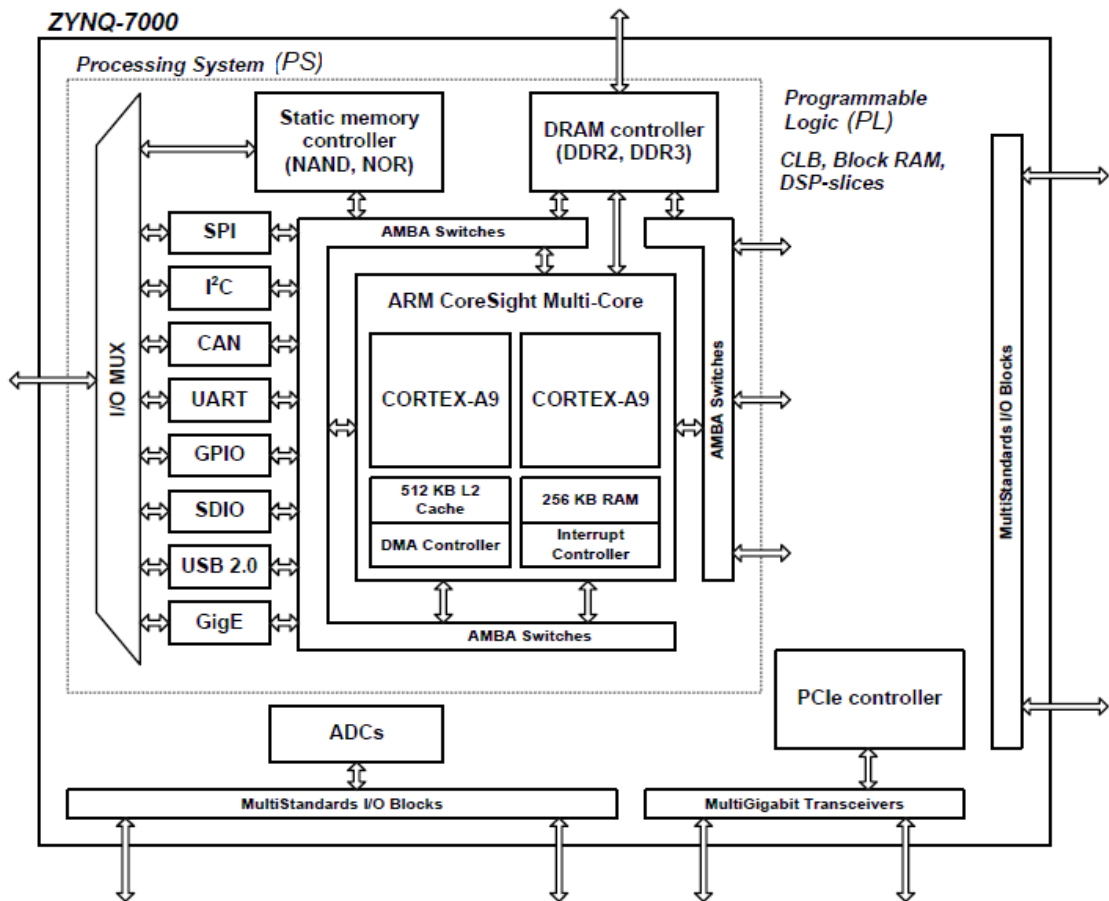 ZYNQ-7000
Processing System (PS)
Static memory
controller
(NAND, NOR)
DRAM controller
(DDR2, DDR3)
Programmable
Logic (PL)
CLB, Block RAM,
DSP-slices
I/O MUX
SPI
I²C
CAN
UART
GPIO
SDIO
USB 2.0
GigE
AMBA Switches
ARM CoreSight Multi-Core
CORTEX-A9
CORTEX-A9
512 KB L2
Cache
DMA Controller
256 KB RAM
Interrupt
Controller
AMBA Switches
AMBA Switches
MultiStandards I/O Blocks
PCIe controller
ADCs
MultiStandards I/O Blocks
MultiGigabit Transceivers